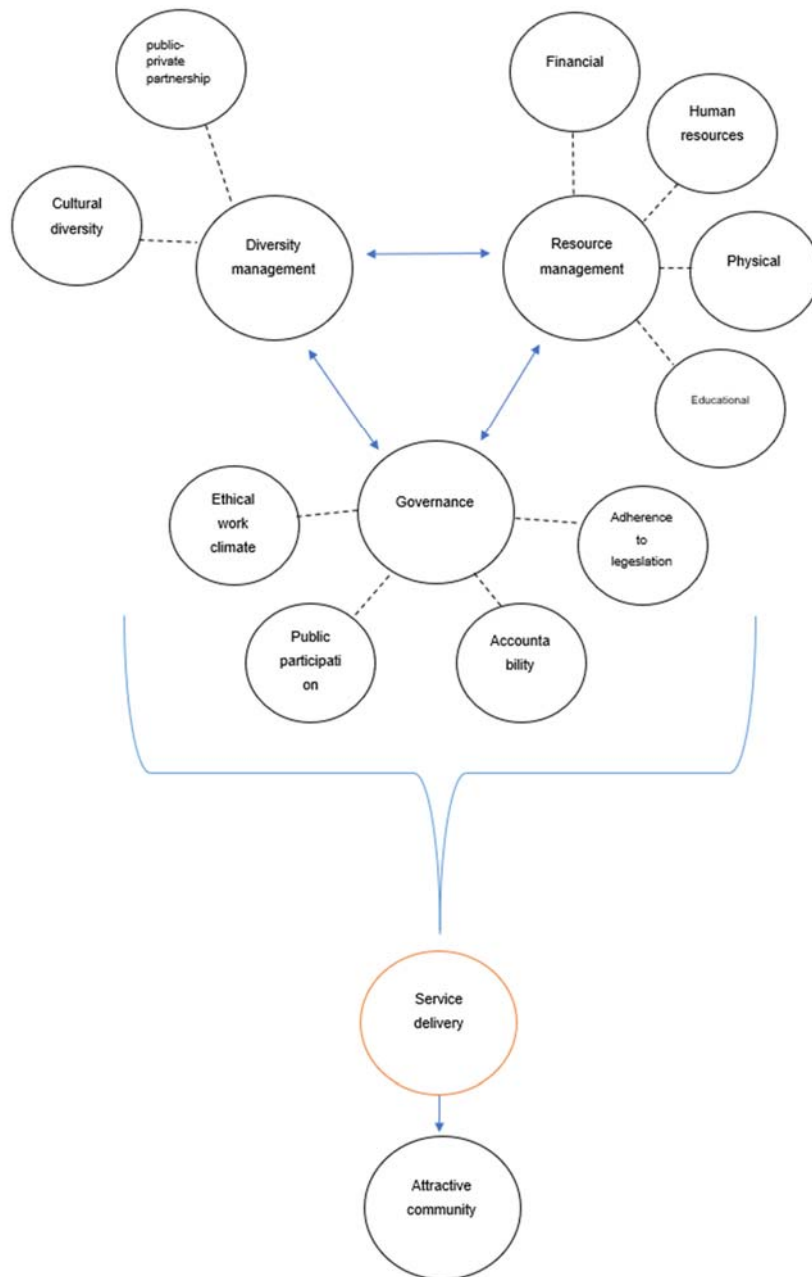 public-
private
partnership
Financial
Human
resources
Cultural
diversity
Diversity
management
Resource
management
Physical
Educational
Ethical
work
climate
Governance
Adherence
to
legeslation
Public
participati
on
Accounta
bility
Service
delivery
Attractive
community